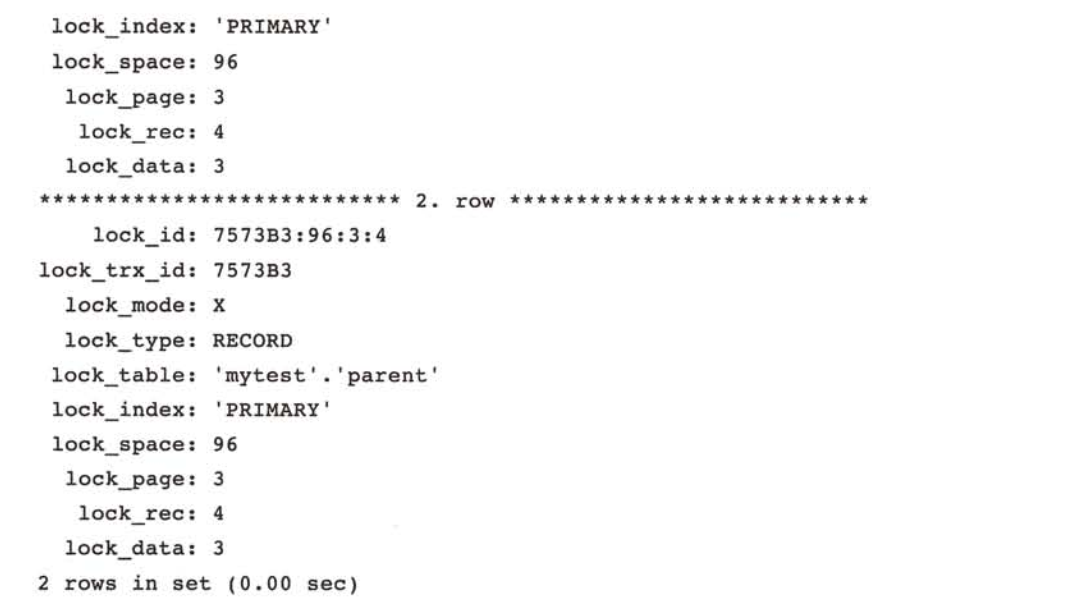 lock_index: 'PRIMARY'
lock_space: 96
lock_page: 3
lock_rec: 4
lock_data: 3
*************************** 2. row ***************************
lock_id: 7573B3:96:3:4
lock_trx_id: 7573B3
lock_mode: X
lock_type: RECORD
lock_table: 'mytest'.'parent'
lock_index: 'PRIMARY'
lock_space: 96
lock_page: 3
lock_rec: 4
lock_data: 3
2 rows in set (0.00 sec)